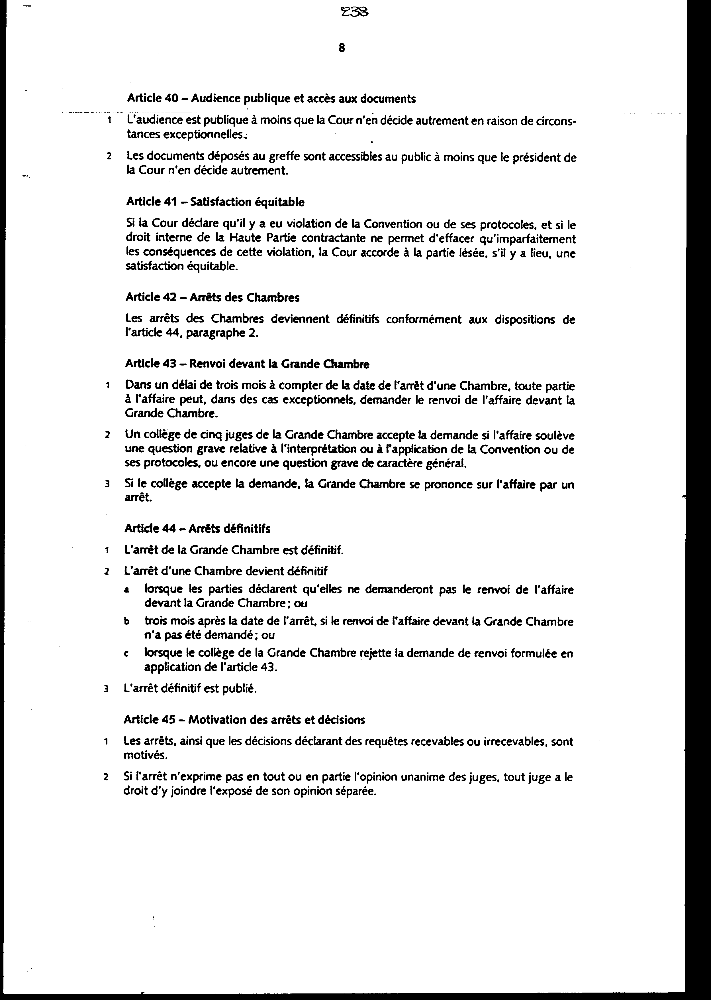 238
8
Article 40 – Audience publique et accès aux documents
1 L'audience est publique à moins que la Cour n'en décide autrement en raison de circons-
tances exceptionnelles.
2 Les documents déposés au greffe sont accessibles au public à moins que le président de
la Cour n'en décide autrement.
Article 41 – Satisfaction équitable
Si la Cour déclare qu'il y a eu violation de la Convention ou de ses protocoles, et si le
droit interne de la Haute Partie contractante ne permet d'effacer qu'imparfaitement
les conséquences de cette violation, la Cour accorde à la partie lésée, s'il y a lieu, une
satisfaction équitable.
Article 42 – Arrêts des Chambres
Les arrêts des Chambres deviennent définitifs conformément aux dispositions de
l'article 44, paragraphe 2.
Article 43 – Renvoi devant la Grande Chambre
1 Dans un délai de trois mois à compter de la date de l'arrêt d'une Chambre, toute partie
à l'affaire peut, dans des cas exceptionnels, demander le renvoi de l'affaire devant la
Grande Chambre.
2 Un collège de cinq juges de la Grande Chambre accepte la demande si l'affaire soulève
une question grave relative à l'interprétation ou à l'application de la Convention ou de
ses protocoles, ou encore une question grave de caractère général.
3 Si le collège accepte la demande, la Grande Chambre se prononce sur l'affaire par un
arrêt.
Article 44 – Arrêts définitifs
1 L'arrêt de la Grande Chambre est définitif.
2 L'arrêt d'une Chambre devient définitif
a lorsque les parties déclarent qu'elles ne demanderont pas le renvoi de l'affaire
devant la Grande Chambre ; ou
b trois mois après la date de l'arrêt, si le renvoi de l'affaire devant la Grande Chambre
n'a pas été demandé ; ou
c lorsque le collège de la Grande Chambre rejette la demande de renvoi formulée en
application de l'article 43.
3 L'arrêt définitif est publié.
Article 45 – Motivation des arrêts et décisions
1 Les arrêts, ainsi que les décisions déclarant des requêtes recevables ou irrecevables, sont
motivés.
2 Si l'arrêt n'exprime pas en tout ou en partie l'opinion unanime des juges, tout juge a le
droit d'y joindre l'exposé de son opinion séparée.